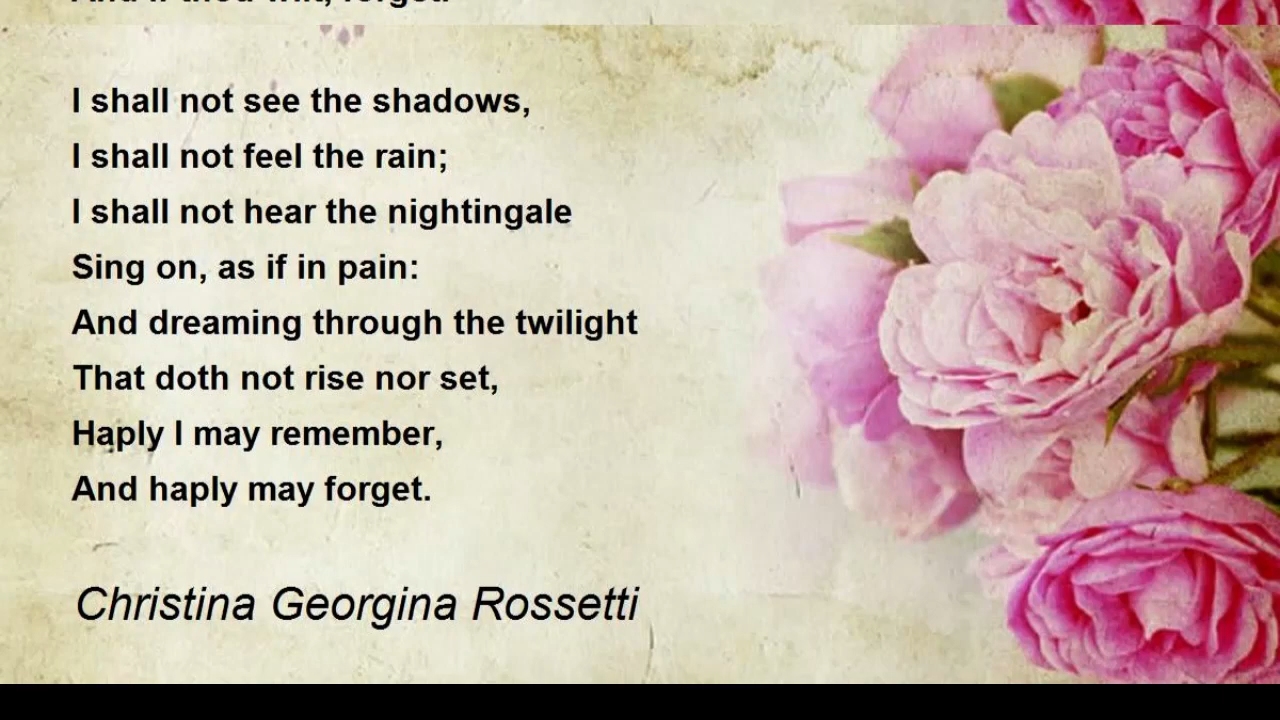 I shall not see the shadows,
I shall not feel the rain;
I shall not hear the nightingale
Sing on, as if in pain:
And dreaming through the twilight
That doth not rise nor set,
Haply I may remember,
And haply may forget.
Christina Georgina Rossetti